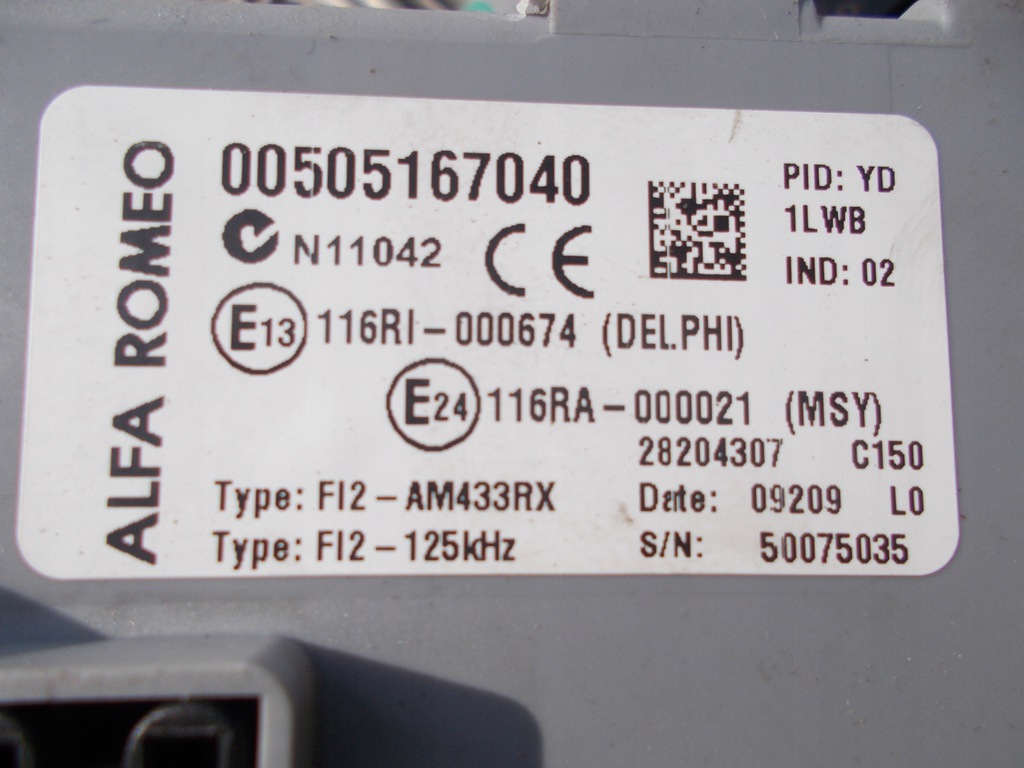 ALFA ROMEO
00505167040
N11042 CE
PID: YD
1LWB
IND: 02
E13 116RI-000674 (DELPHI)
E24 116RA-000021 (MSY)
28204307 C150
Type: FI2-AM433RX
Date: 09209 L0
Type: FI2-125kHz
S/N: 50075035